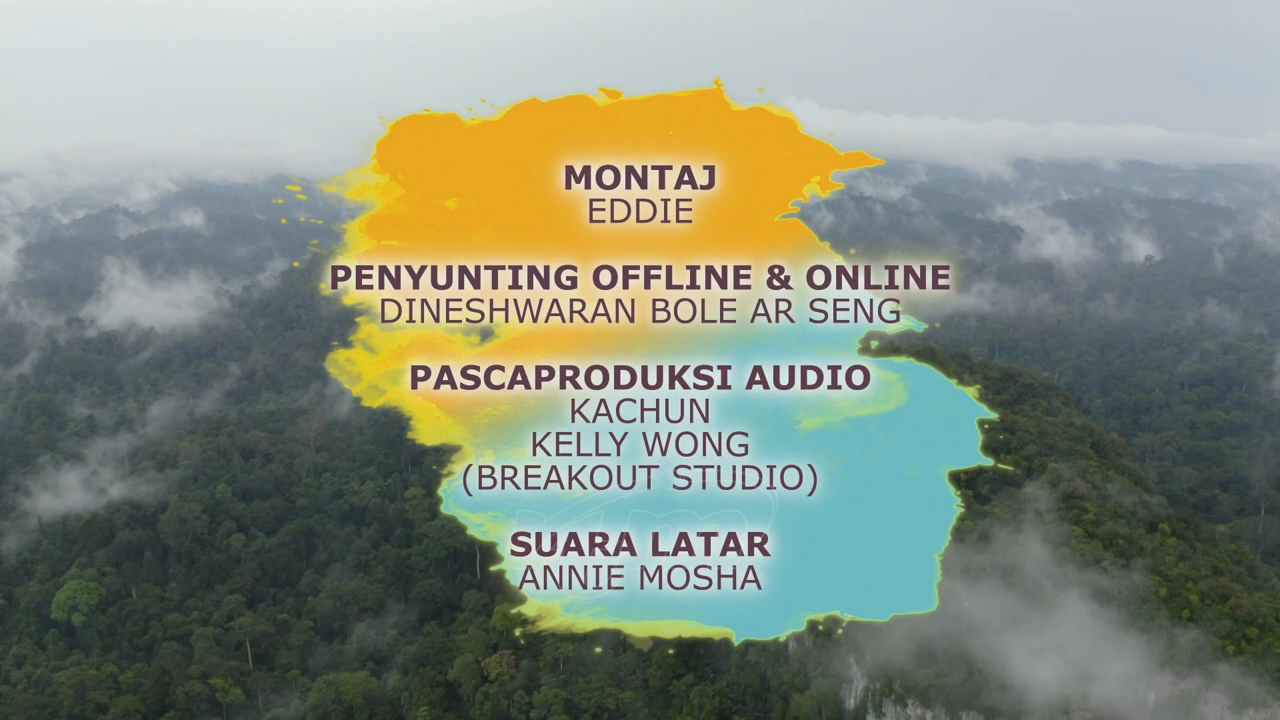 MONTAJ
EDDIE
PENYUNTING OFFLINE & ONLINE
DINESHWARAN BOLE AR SENG
PASCAPRODUKSI AUDIO
KACHUN
KELLY WONG
(BREAKOUT STUDIO)
SUARA LATAR
ANNIE MOSHA